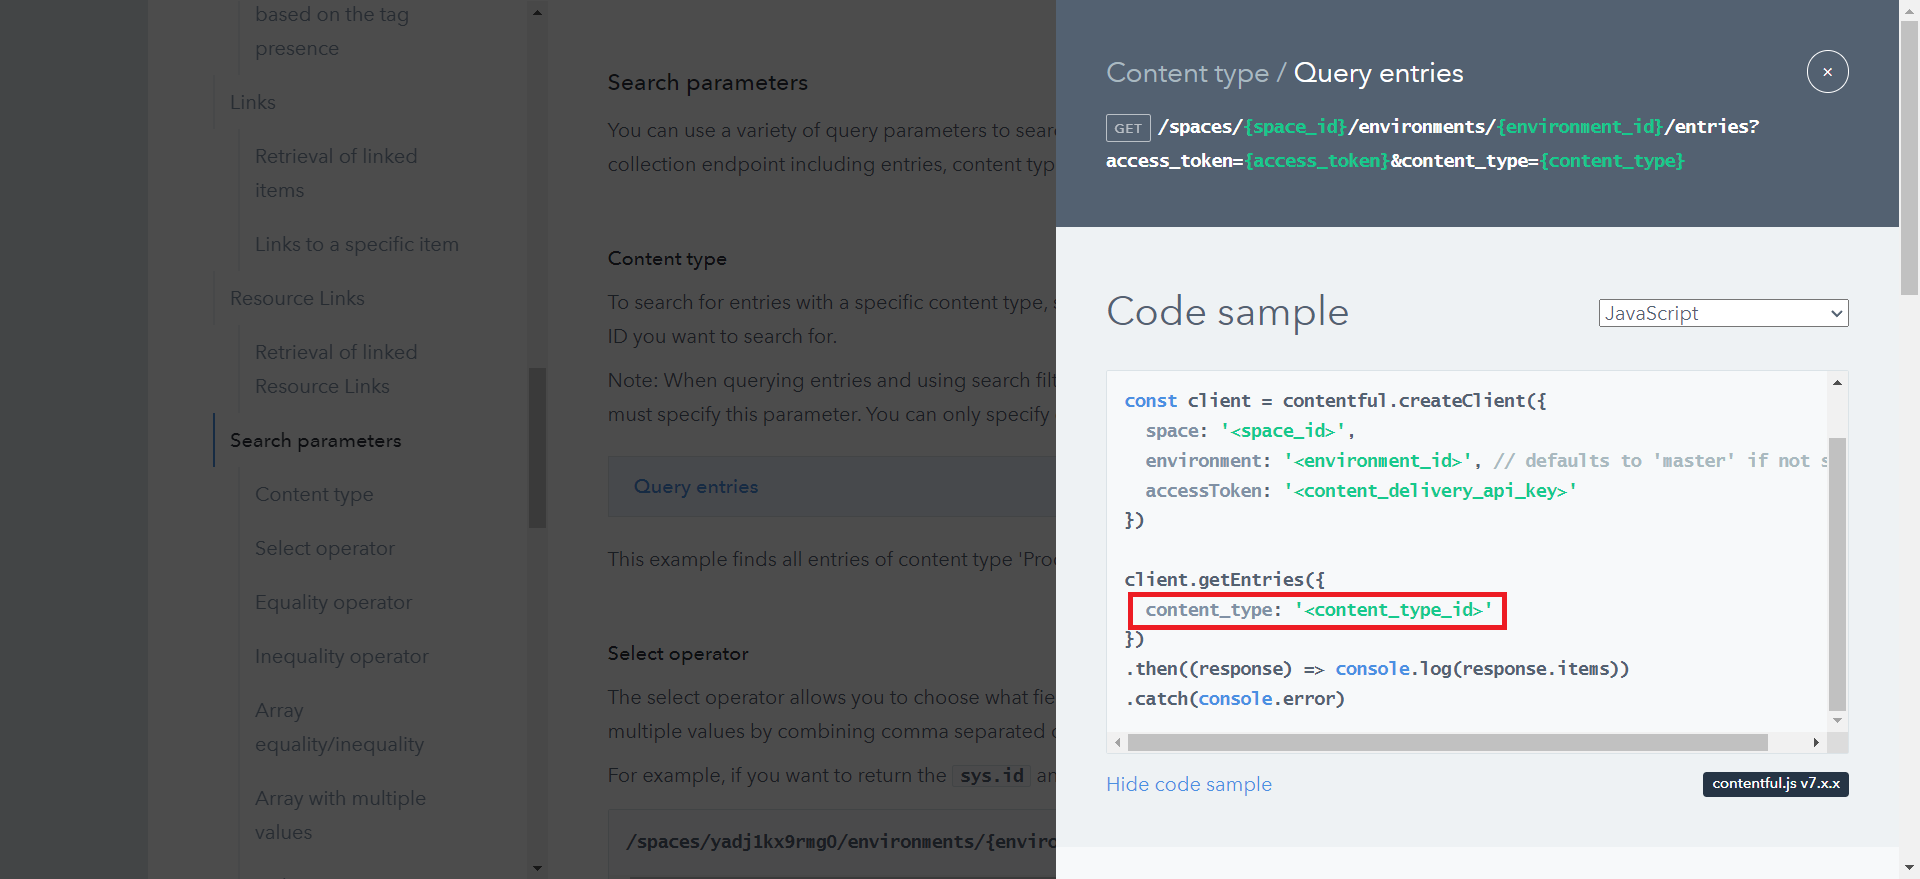 based on the tag
presence
Links
Retrieval of linked
items
Links to a specific item
Resource Links
Retrieval of linked
Resource Links
Search parameters
Content type
Select operator
Equality operator
Inequality operator
Array
equality/inequality
Array with multiple
values
Search parameters
You can use a variety of query parameters to sear
collection endpoint including entries, content typ
Content type
To search for entries with a specific content type, s
ID you want to search for.
Note: When querying entries and using search filt
must specify this parameter. You can only specify
Query entries
This example finds all entries of content type 'Proc
Select operator
The select operator allows you to choose what fie
multiple values by combining comma separated c
For example, if you want to return the sys.id an
/spaces/yadj1kx9rmg0/environments/{enviro
Content type / Query entries
×
GET /spaces/{space_id}/environments/{environment_id}/entries?
access_token={access_token}&content_type={content_type}
Code sample
JavaScript
const client = contentful.createClient({
space: '<space_id>',
environment: '<environment_id>', // defaults to 'master' if not s
accessToken: '<content_delivery_api_key>'
})
client.getEntries({
content_type: '<content_type_id>'
})
.then((response) => console.log(response.items))
.catch(console.error)
Hide code sample
contentful.js v7.x.x